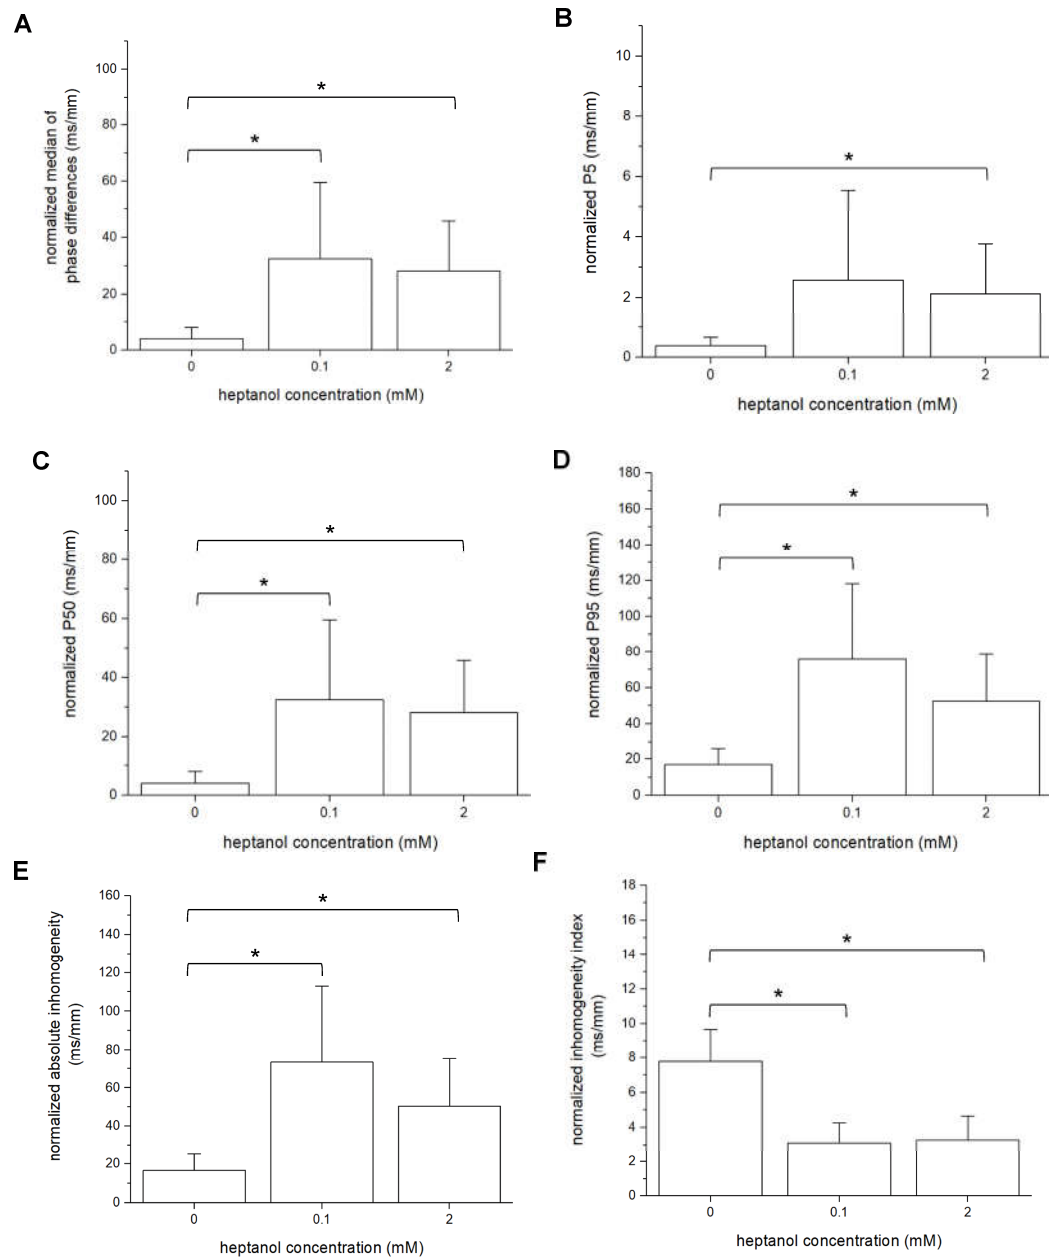 A
normalized median of
phase differences (ms/mm)
100
80
60
40
20
0
*
*
0 0.1 2
heptanol concentration (mM)
B
normalized P5 (ms/mm)
10
8
6
4
2
0
*
0 0.1 2
heptanol concentration (mM)
C
normalized P50 (ms/mm)
100
80
60
40
20
0
*
*
0 0.1 2
heptanol concentration (mM)
D
normalized P95 (ms/mm)
180
160
140
120
100
80
60
40
20
0
*
*
0 0.1 2
heptanol concentration (mM)
E
normalized absolute inhomogeneity
(ms/mm)
160
140
120
100
80
60
40
20
0
*
*
0 0.1 2
heptanol concentration (mM)
F
normalized inhomogeneity index
(ms/mm)
18
16
14
12
10
8
6
4
2
0
*
*
0 0.1 2
heptanol concentration (mM)